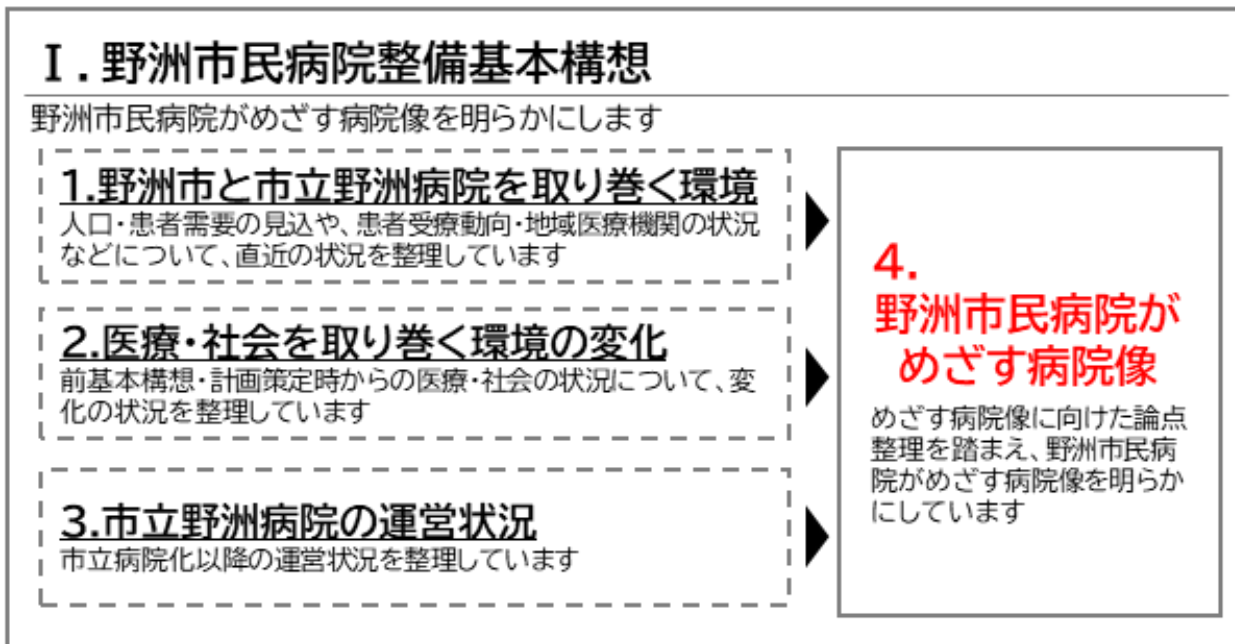 Ⅰ.野洲市民病院整備基本構想
野洲市民病院がめざす病院像を明らかにします
1.野洲市と市立野洲病院を取り巻く環境
人口・患者需要の見込や、患者受療動向・地域医療機関の状況
などについて、直近の状況を整理しています
2.医療・社会を取り巻く環境の変化
前基本構想・計画策定時からの医療・社会の状況について、変
化の状況を整理しています
3.市立野洲病院の運営状況
市立病院化以降の運営状況を整理しています
4.
野洲市民病院が
めざす病院像
めざす病院像に向けた論点
整理を踏まえ、野洲市民病
院がめざす病院像を明らか
にしています